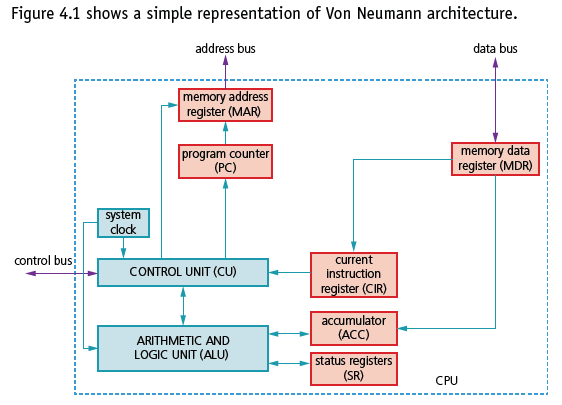 Figure 4.1 shows a simple representation of Von Neumann architecture.
address bus
data bus
memory address
register (MAR)
program counter
(PC)
memory data
register (MDR)
system
clock
control bus
CONTROL UNIT (CU)
current
instruction
register (CIR)
ARITHMETIC AND
LOGIC UNIT (ALU)
accumulator
(ACC)
status registers
(SR)
CPU